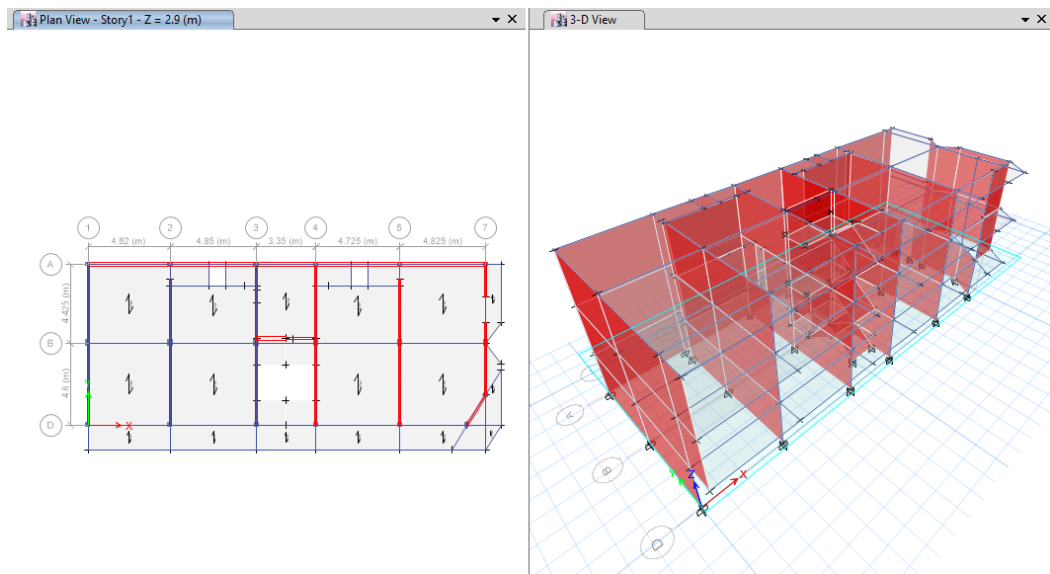 Plan View - Story1 - Z = 2.9 (m)
3-D View
1 2 3 4 5 7
4.62 (m) 4.85 (m) 3.35 (m) 4.725 (m) 4.825 (m)
A
4.425 (m)
B
4.6 (m)
D
Y
X
A
B
D
Y
Z
X